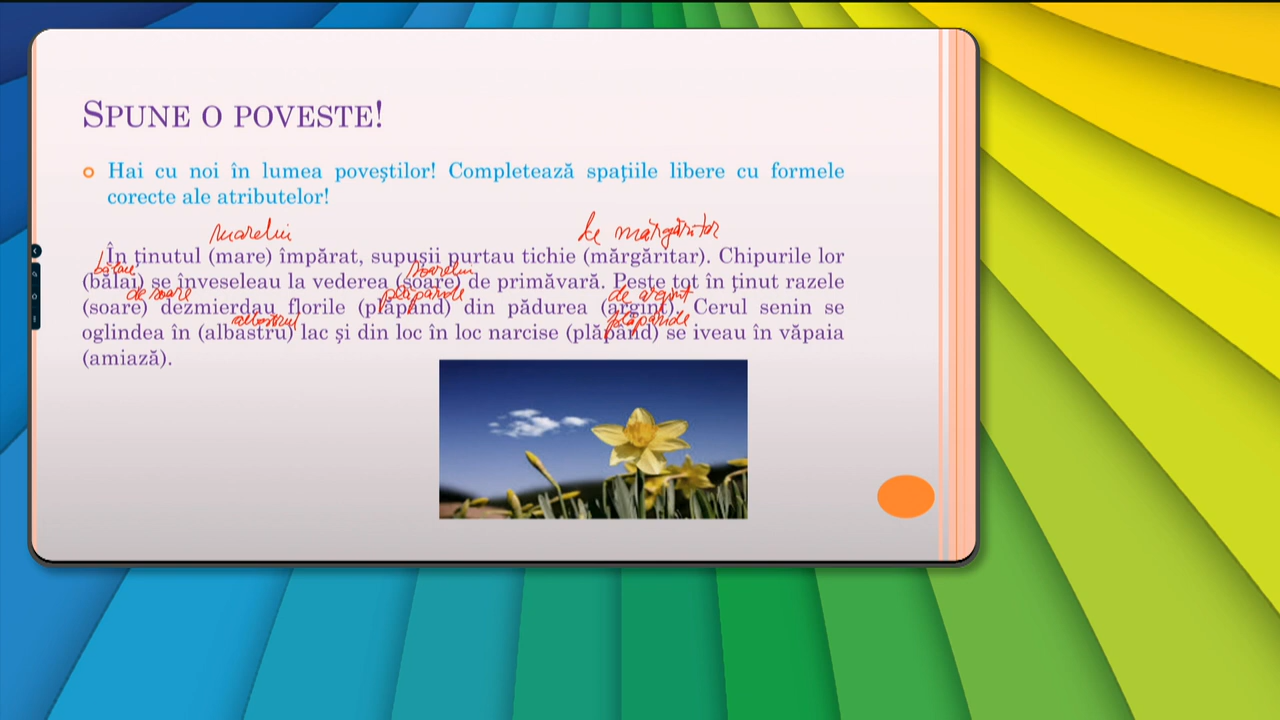 SPUNE O POVESTE!
Hai cu noi în lumea poveştilor! Completează spaţiile libere cu formele
corecte ale atributelor!
marelui de mărgăritar
În ţinutul (mare) împărat, supuşii purtau tichie (mărgăritar). Chipurile lor
bălaie soarelui
(bălai) se înveseleau la vederea (soare) de primăvară. Peste tot în ţinut razele
de soare plăpânde de argint
(soare) dezmierdau florile (plăpând) din pădurea (argint). Cerul senin se
albastrul plăpânde
oglindea în (albastru) lac şi din loc în loc narcise (plăpând) se iveau în văpaia
(amiază).